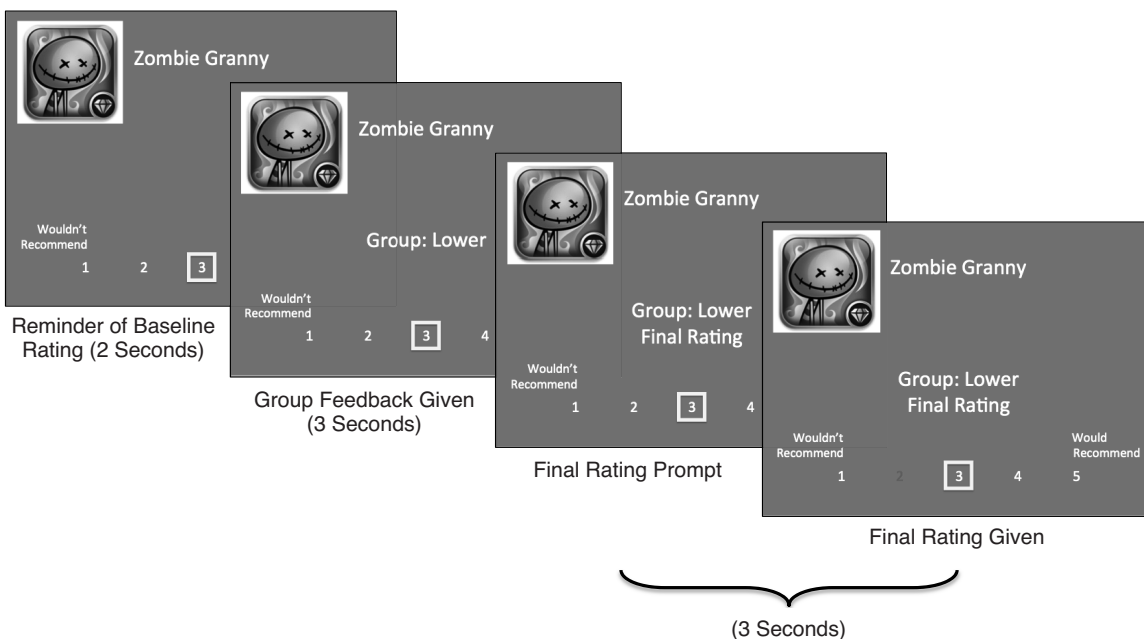 Zombie Granny
Wouldn't
Recommend
1 2 3
Reminder of Baseline
Rating (2 Seconds)
Zombie Granny
Group: Lower
Wouldn't
Recommend
1 2 3 4
Group Feedback Given
(3 Seconds)
Zombie Granny
Group: Lower
Final Rating
Wouldn't
Recommend
1 2 3 4
Final Rating Prompt
Zombie Granny
Group: Lower
Final Rating
Wouldn't
Recommend
Would
Recommend
1 2 3 4 5
Final Rating Given
(3 Seconds)